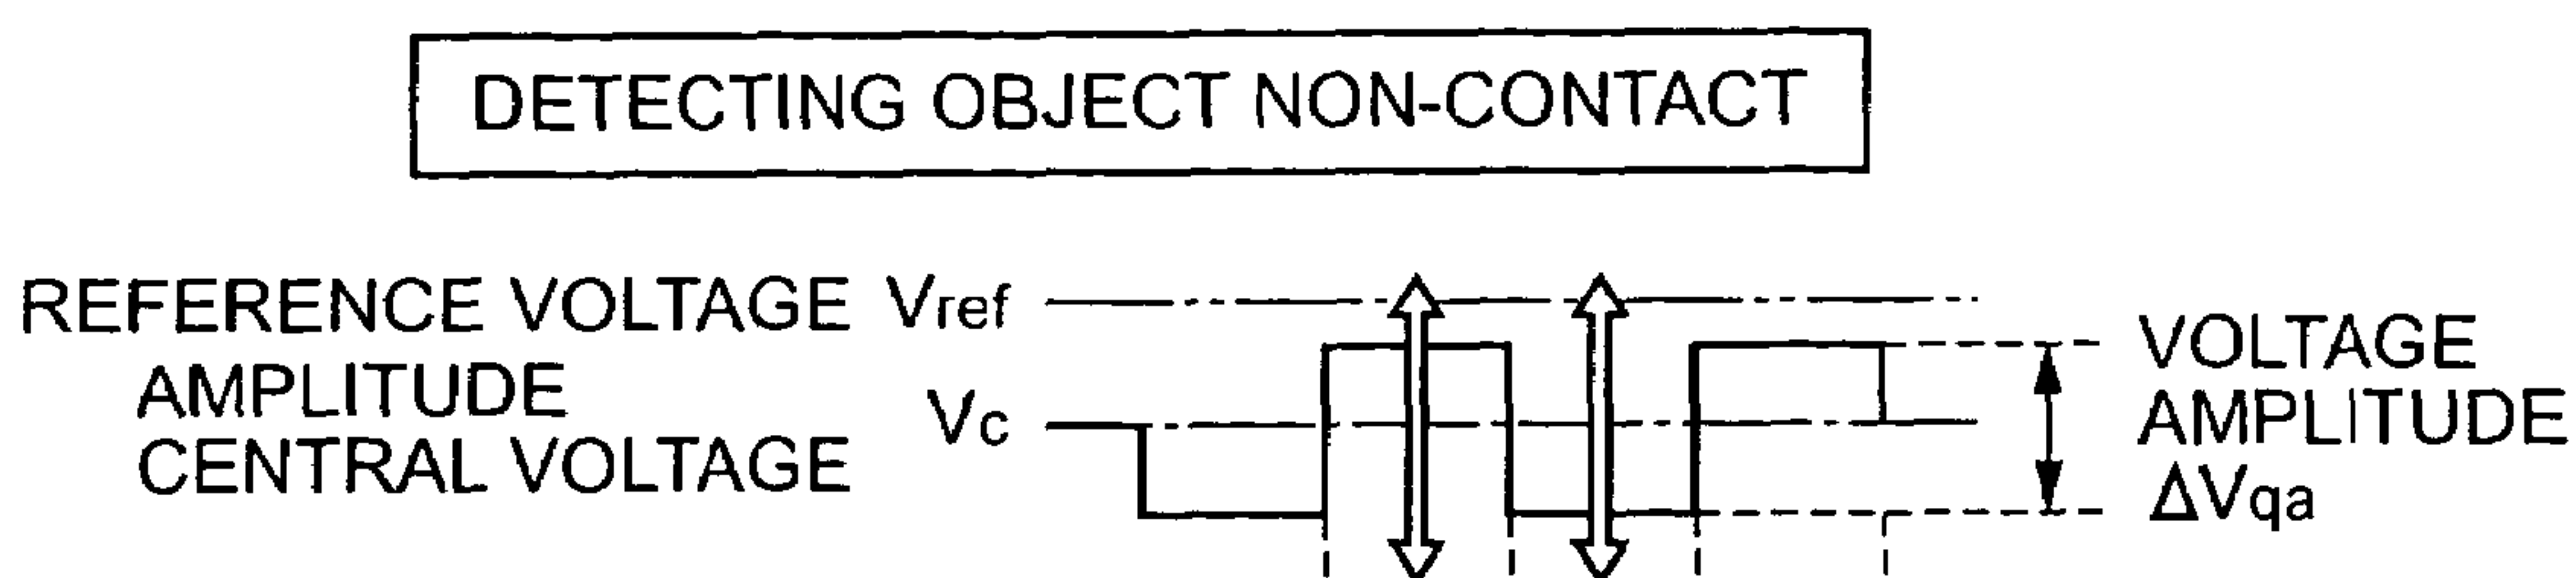 DETECTING OBJECT NON-CONTACT
REFERENCE VOLTAGE Vref
AMPLITUDE
CENTRAL VOLTAGE
Vc
VOLTAGE
AMPLITUDE
ΔVqa